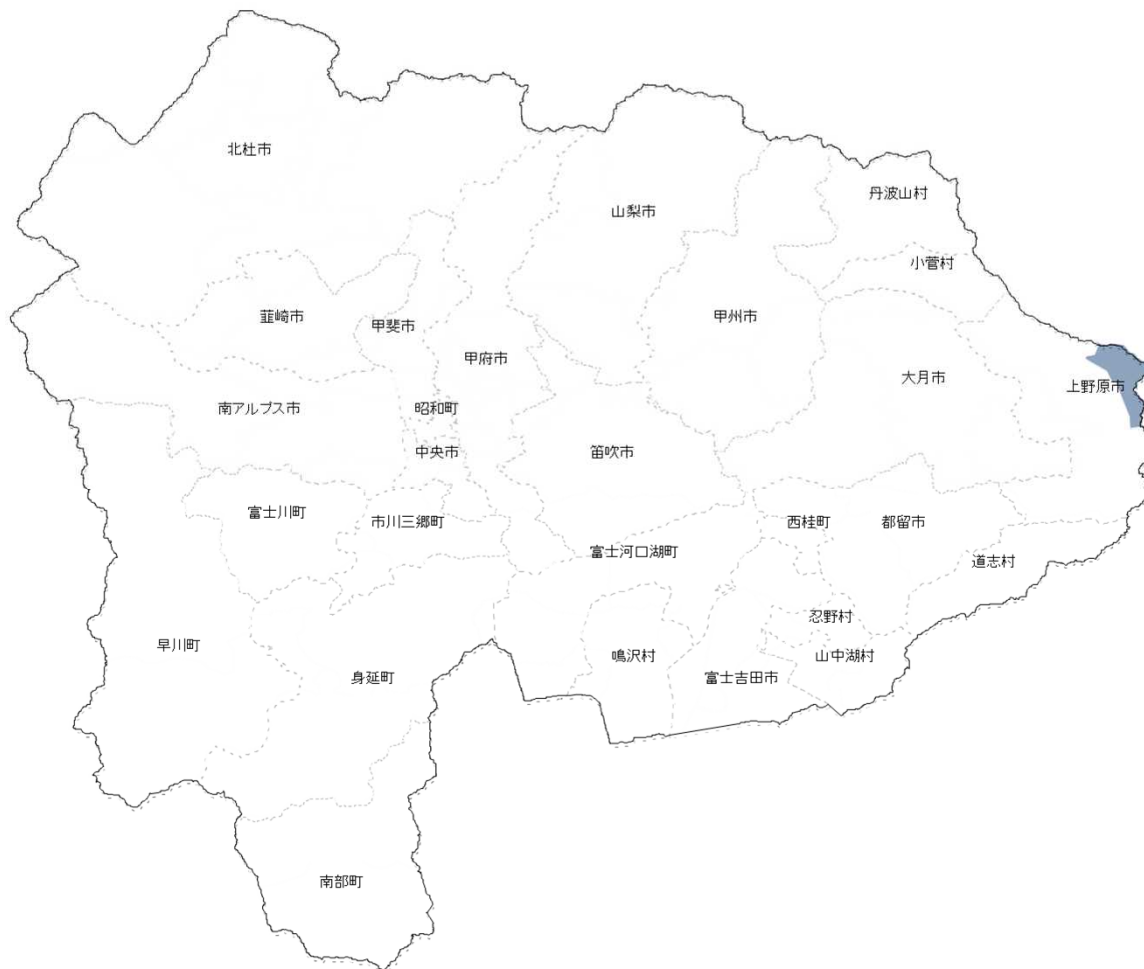 北杜市
丹波山村
山梨市
小菅村
韮崎市
甲斐市
甲州市
甲府市
大月市
上野原市
南アルプス市
昭和町
中央市
笛吹市
富士川町
市川三郷町
西桂町
都留市
富士河口湖町
道志村
忍野村
早川町
鳴沢村
山中湖村
身延町
富士吉田市
南部町